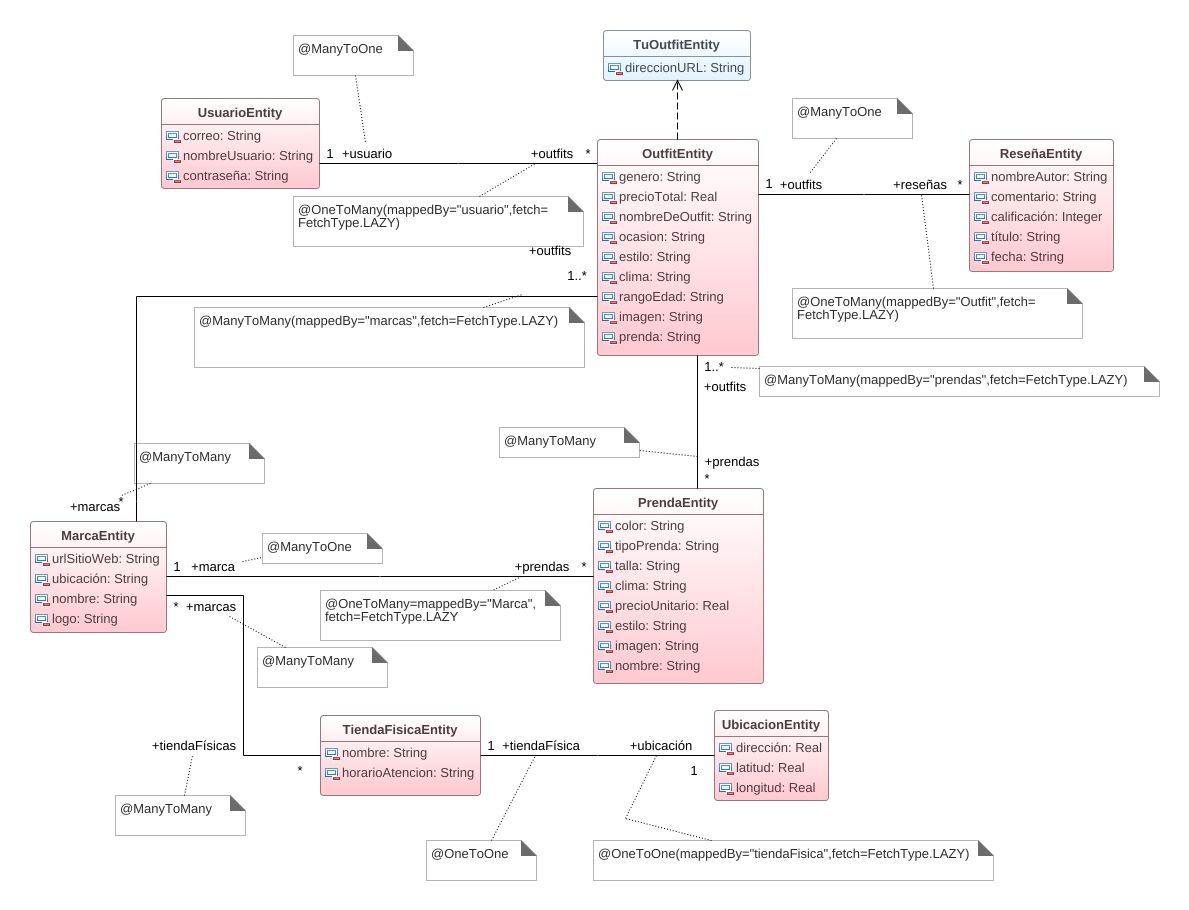 TuOutfitEntity
direccionURL: String
@ManyToOne
UsuarioEntity
correo: String
nombreUsuario: String
contraseña: String
1 +usuario
+outfits *
@OneToMany(mappedBy="usuario",fetch=
FetchType.LAZY)
OutfitEntity
genero: String
precioTotal: Real
nombreDeOutfit: String
ocasion: String
estilo: String
clima: String
rangoEdad: String
imagen: String
prenda: String
@ManyToOne
1 +outfits
+reseñas *
ReseñaEntity
nombreAutor: String
comentario: String
calificación: Integer
título: String
fecha: String
@OneToMany(mappedBy="Outfit",fetch=
FetchType.LAZY)
+outfits
1..*
@ManyToMany(mappedBy="marcas",fetch=FetchType.LAZY)
1..*
+outfits
@ManyToMany(mappedBy="prendas",fetch=FetchType.LAZY)
@ManyToMany
+prendas
*
@ManyToMany
+marcas
*
MarcaEntity
urlSitioWeb: String
ubicación: String
nombre: String
logo: String
1 +marca
@ManyToOne
+prendas *
@OneToMany=mappedBy="Marca",
fetch=FetchType.LAZY
PrendaEntity
color: String
tipoPrenda: String
talla: String
clima: String
precioUnitario: Real
estilo: String
imagen: String
nombre: String
* +marcas
@ManyToMany
+tiendaFísicas
*
@ManyToMany
TiendaFisicaEntity
nombre: String
horarioAtencion: String
1 +tiendaFísica
+ubicación
1
UbicacionEntity
dirección: Real
latitud: Real
longitud: Real
@OneToOne
@OneToOne(mappedBy="tiendaFisica",fetch=FetchType.LAZY)